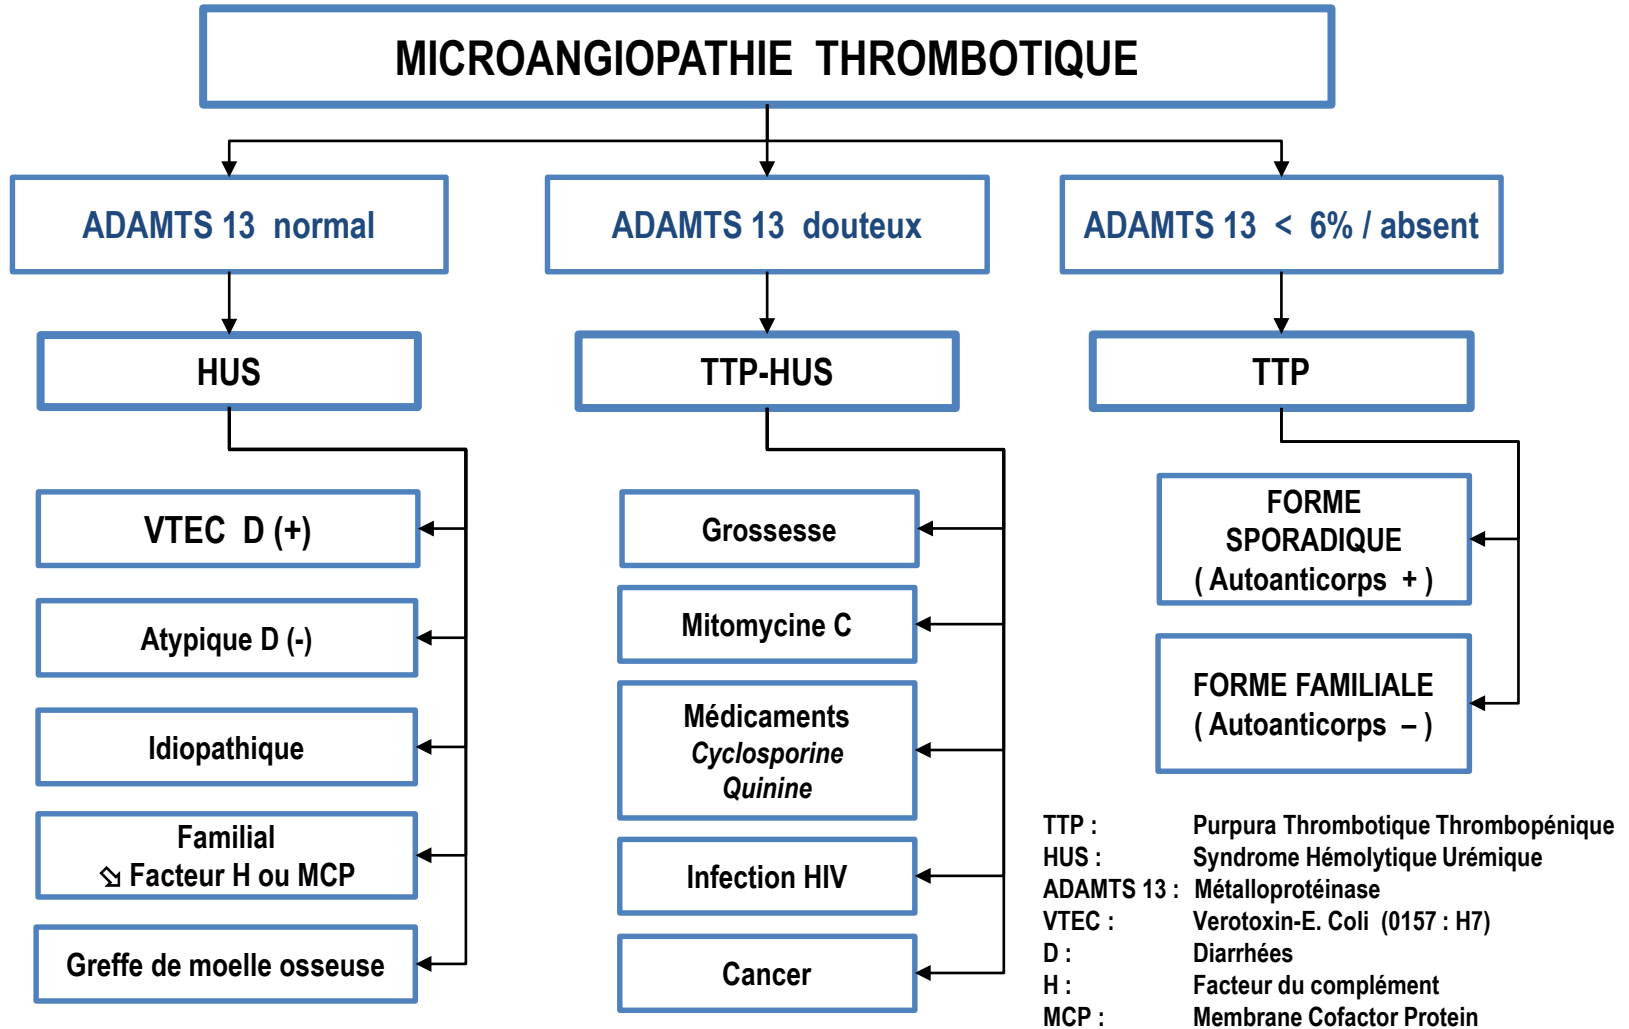 MICROANGIOPATHIE THROMBOTIQUE
ADAMTS 13 normal
ADAMTS 13 douteux
ADAMTS 13 < 6% / absent
HUS
TTP-HUS
TTP
VTEC D (+)
Atypique D (-)
Idiopathique
Familial
⬂ Facteur H ou MCP
Greffe de moelle osseuse
Grossesse
Mitomycine C
Médicaments
Cyclosporine
Quinine
Infection HIV
Cancer
FORME
SPORADIQUE
( Autoanticorps + )
FORME FAMILIALE
( Autoanticorps – )
TTP : Purpura Thrombotique Thrombopénique
HUS : Syndrome Hémolytique Urémique
ADAMTS 13 : Métalloprotéinase
VTEC : Verotoxin-E. Coli (0157 : H7)
D : Diarrhées
H : Facteur du complément
MCP : Membrane Cofactor Protein